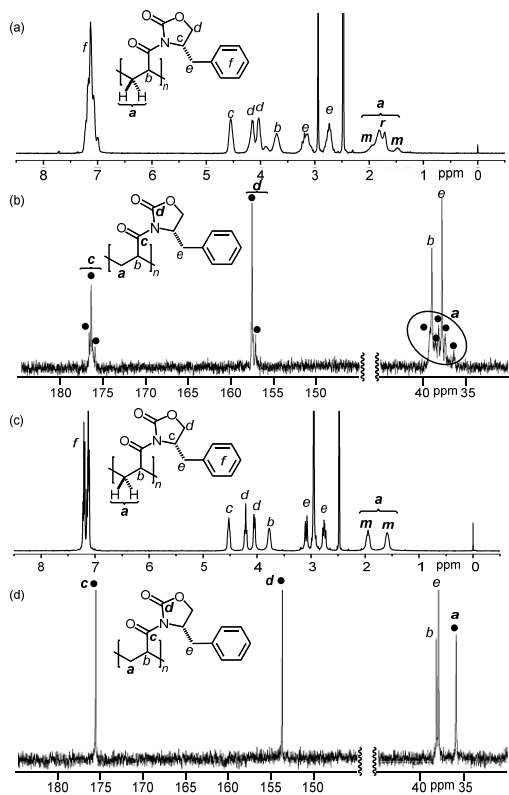 (a)
O
O
d
O
N
c
f
b
n
e
f
H H
a
c
d
d
b
e
e
a
r
m
m
8
7
6
5
4
3
2
1
ppm
0
(b)
O
O
d
O
c
N
a
b
n
e
c
d
e
b
a
180
175
170
165
160
155
150
40 ppm 35
(c)
O
O
d
O
N
c
f
b
n
e
f
H H
a
c
d
d
b
e
e
a
m
m
8
7
6
5
4
3
2
1
ppm
0
(d)
c
O
O
d
O
c
N
a
b
n
e
d
e
b
a
180
175
170
165
160
155
150
40 ppm 35